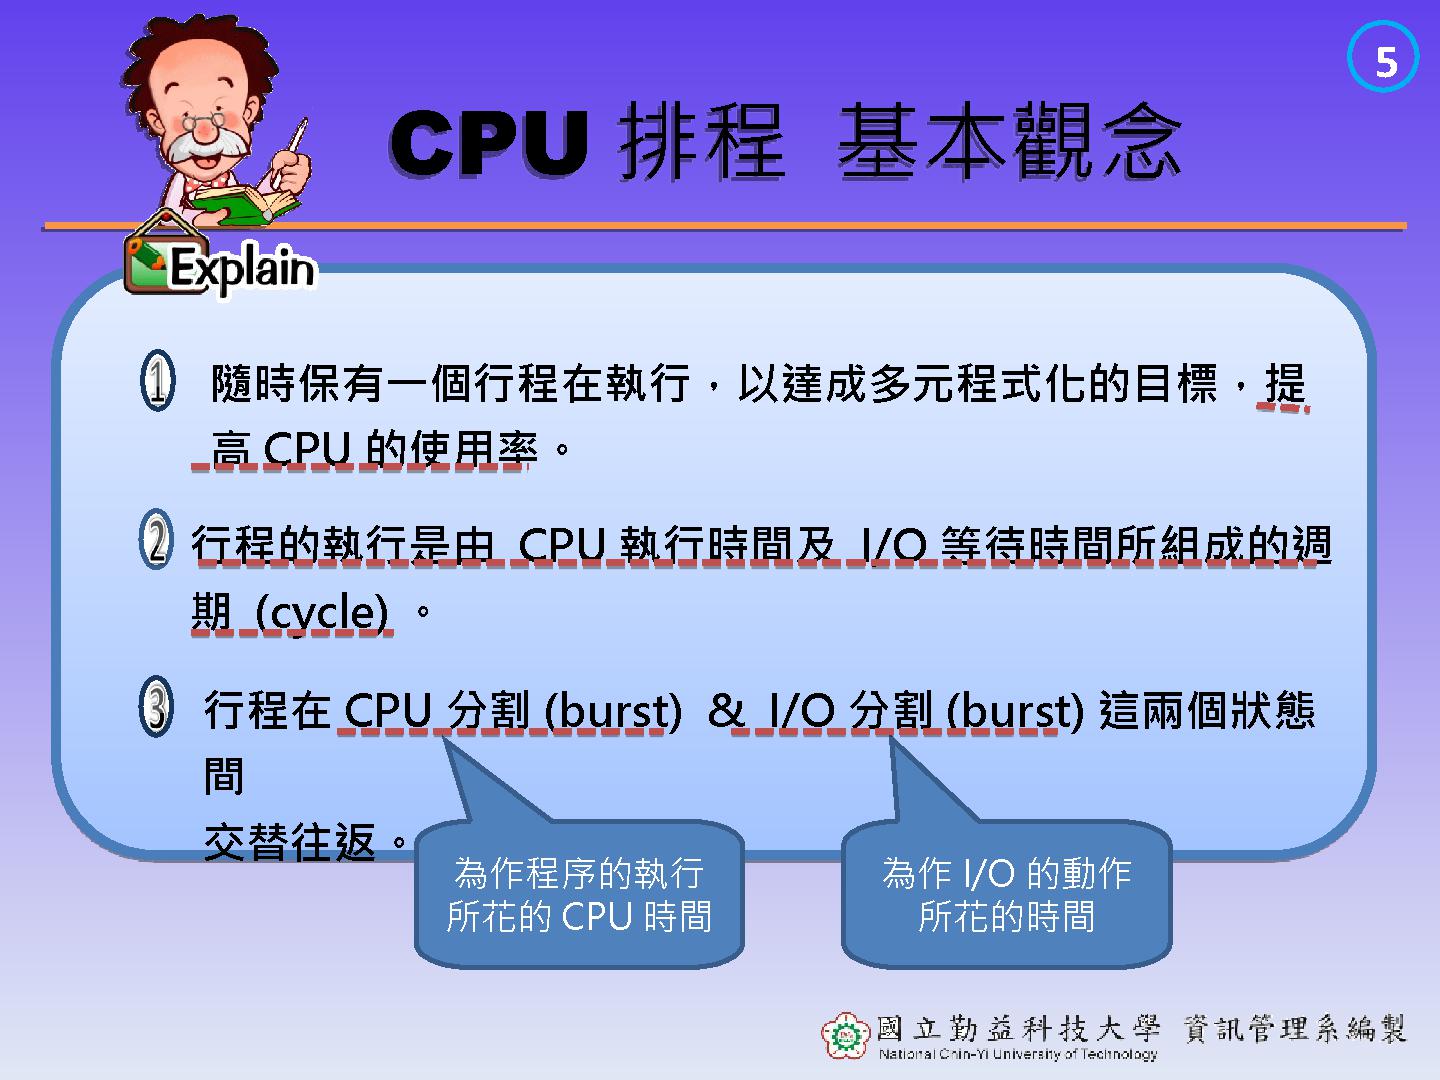 5
CPU 排程 基本觀念
Explain
1 隨時保有一個行程在執行，以達成多元程式化的目標，提
高 CPU 的使用率。
2 行程的執行是由 CPU 執行時間及 I/O 等待時間所組成的週
期 (cycle) 。
3 行程在 CPU 分割 (burst) & I/O 分割 (burst) 這兩個狀態
間
交替往返。
為作程序的執行
所花的 CPU 時間
為作 I/O 的動作
所花的時間
國立勤益科技大學 資訊管理系編製
National Chin-Yi University of Technology